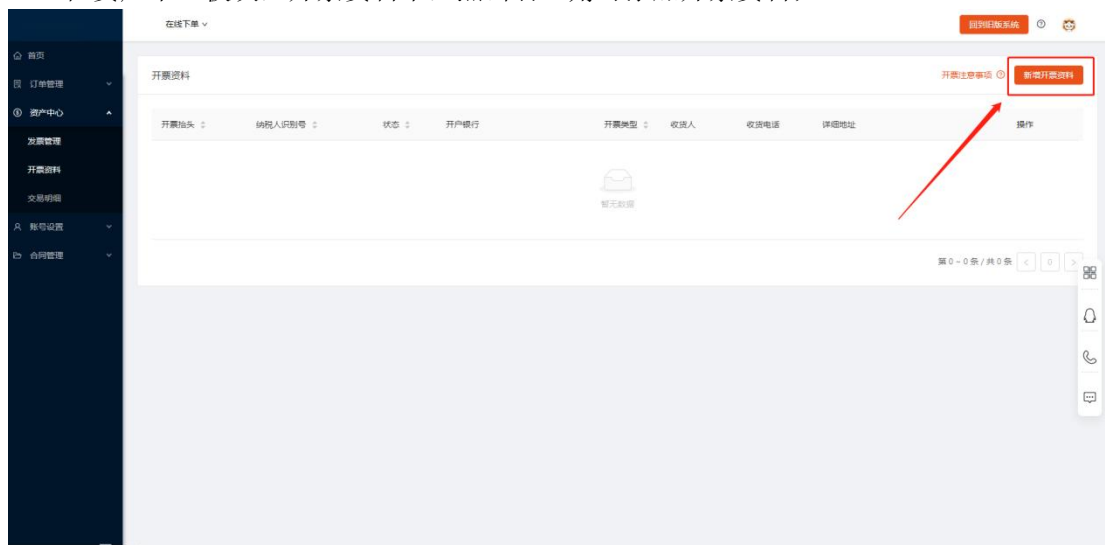 在线下单
回到旧版系统
首页
订单管理
资产中心
发票管理
开票资料
交易明细
账号设置
合同管理
开票资料
开票注意事项
新增开票资料
开票抬头 纳税人识别号 状态 开户银行 开票类型 收货人 收货电话 详细地址 操作
暂无数据
第 0 - 0 条 / 共 0 条 < 0 >